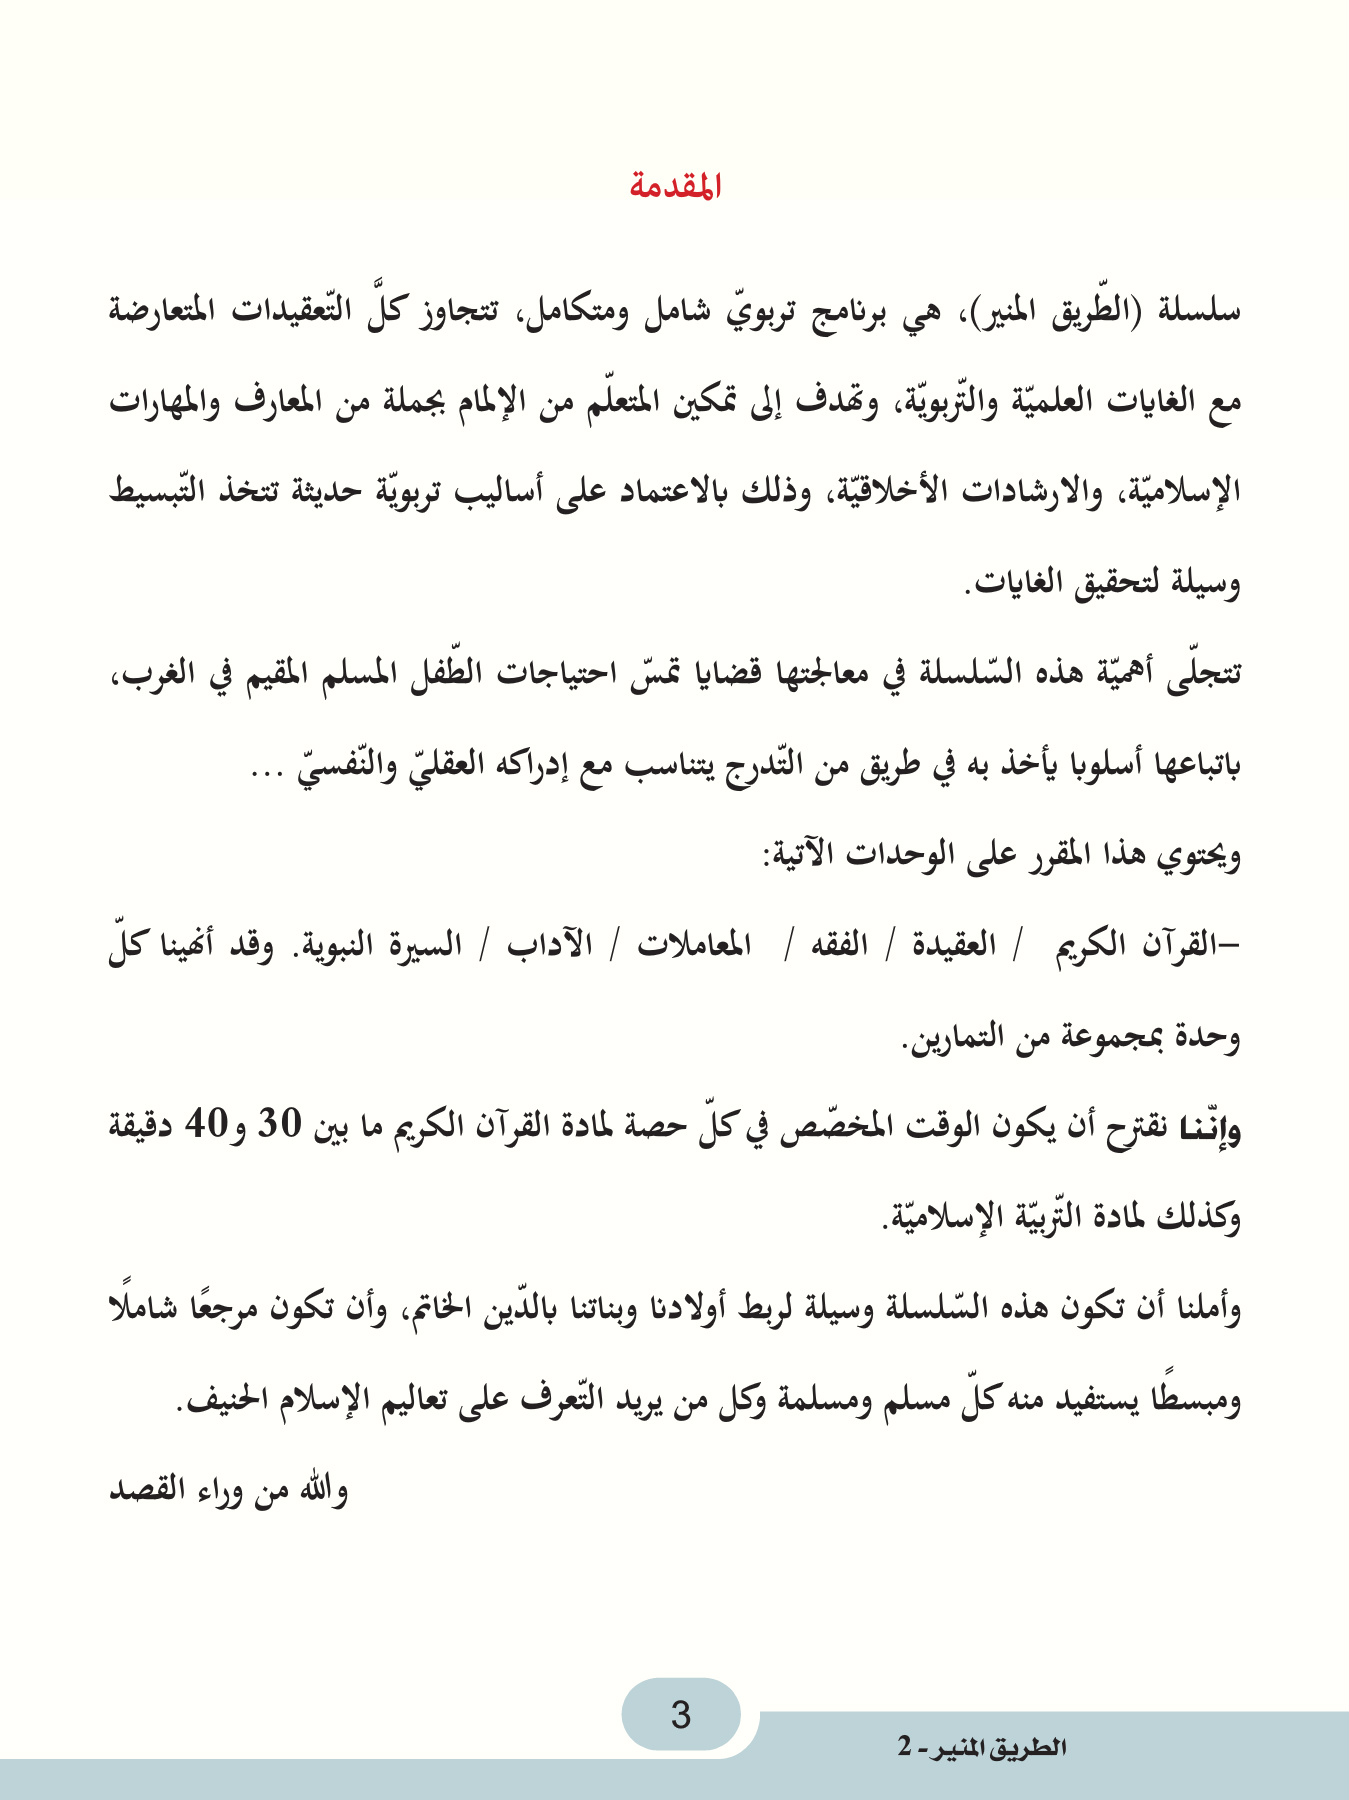 المقدمة
سلسلة (الطّريق المنير)، هي برنامج تربويّ شامل ومتكامل، تتجاوز كلَّ التّعقيدات المتعارضة
مع الغايات العلميّة والتّربويّة، وتهدف إلى تمكين المتعلّم من الإلمام بجملة من المعارف والمهارات
الإسلاميّة، والارشادات الأخلاقيّة، وذلك بالاعتماد على أساليب تربويّة حديثة تتخذ التّبسيط
وسيلة لتحقيق الغايات.
تتجلّى أهميّة هذه السّلسلة في معالجتها قضايا تمسّ احتياجات الطّفل المسلم المقيم في الغرب،
باتباعها أسلوبا يأخذ به في طريق من التّدرج يتناسب مع إدراكه العقليّ والنّفسيّ ...
ويحتوي هذا المقرر على الوحدات الآتية:
-القرآن الكريم / العقيدة / الفقه / المعاملات / الآداب / السيرة النبوية. وقد أنهينا كلّ
وحدة بمجموعة من التمارين.
وإنّنا نقترح أن يكون الوقت المخصّص في كلّ حصة لمادة القرآن الكريم ما بين 30 و40 دقيقة
وكذلك لمادة التّربيّة الإسلاميّة.
وأملنا أن تكون هذه السّلسلة وسيلة لربط أولادنا وبناتنا بالدّين الخاتم، وأن تكون مرجعًا شاملًا
ومبسطًا يستفيد منه كلّ مسلم ومسلمة وكل من يريد التّعرف على تعاليم الإسلام الحنيف.
والله من وراء القصد
3
الطريق المنير - 2